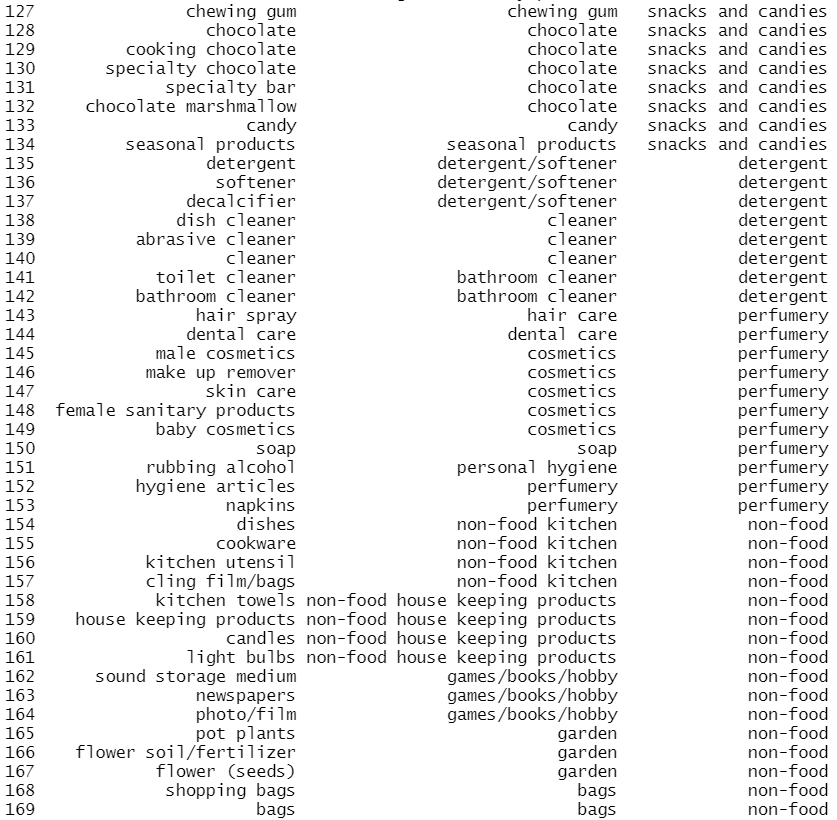 127 chewing gum chewing gum snacks and candies
128 chocolate chocolate snacks and candies
129 cooking chocolate chocolate snacks and candies
130 specialty chocolate chocolate snacks and candies
131 specialty bar chocolate snacks and candies
132 chocolate marshmallow chocolate snacks and candies
133 candy candy snacks and candies
134 seasonal products seasonal products snacks and candies
135 detergent detergent/softener detergent
136 softener detergent/softener detergent
137 decalcifier detergent/softener detergent
138 dish cleaner cleaner detergent
139 abrasive cleaner cleaner detergent
140 cleaner cleaner detergent
141 toilet cleaner bathroom cleaner detergent
142 bathroom cleaner bathroom cleaner detergent
143 hair spray hair care perfumery
144 dental care dental care perfumery
145 male cosmetics cosmetics perfumery
146 make up remover cosmetics perfumery
147 skin care cosmetics perfumery
148 female sanitary products cosmetics perfumery
149 baby cosmetics cosmetics perfumery
150 soap soap perfumery
151 rubbing alcohol personal hygiene perfumery
152 hygiene articles perfumery perfumery
153 napkins perfumery perfumery
154 dishes non-food kitchen non-food
155 cookware non-food kitchen non-food
156 kitchen utensil non-food kitchen non-food
157 cling film/bags non-food kitchen non-food
158 kitchen towels non-food house keeping products non-food
159 house keeping products non-food house keeping products non-food
160 candles non-food house keeping products non-food
161 light bulbs non-food house keeping products non-food
162 sound storage medium games/books/hobby non-food
163 newspapers games/books/hobby non-food
164 photo/film games/books/hobby non-food
165 pot plants garden non-food
166 flower soil/fertilizer garden non-food
167 flower (seeds) garden non-food
168 shopping bags bags non-food
169 bags bags non-food